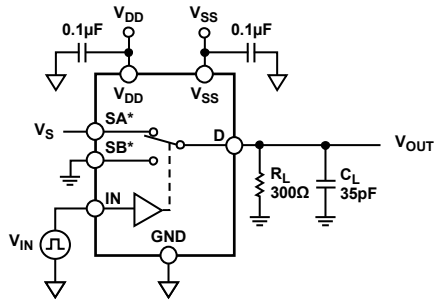 V_DD V_SS
0.1µF 0.1µF
V_DD V_SS
SA*
V_S
D
V_OUT
SB*
R_L
300Ω
C_L
35pF
IN
V_IN
GND